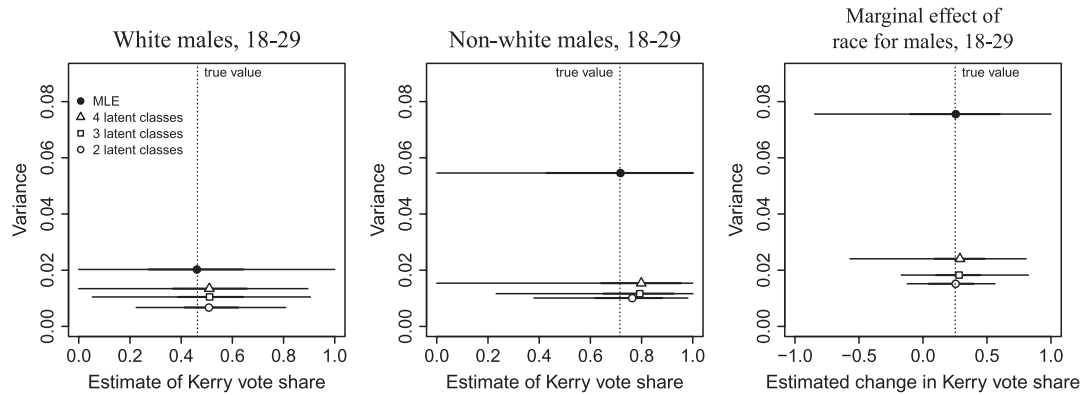 White males, 18-29
true value
MLE
4 latent classes
3 latent classes
2 latent classes
Variance
0.00 0.02 0.04 0.06 0.08
0.0 0.2 0.4 0.6 0.8 1.0
Estimate of Kerry vote share
Non-white males, 18-29
true value
Variance
0.00 0.02 0.04 0.06 0.08
0.0 0.2 0.4 0.6 0.8 1.0
Estimate of Kerry vote share
Marginal effect of
race for males, 18-29
true value
Variance
0.00 0.02 0.04 0.06 0.08
−1.0 −0.5 0.0 0.5 1.0
Estimated change in Kerry vote share